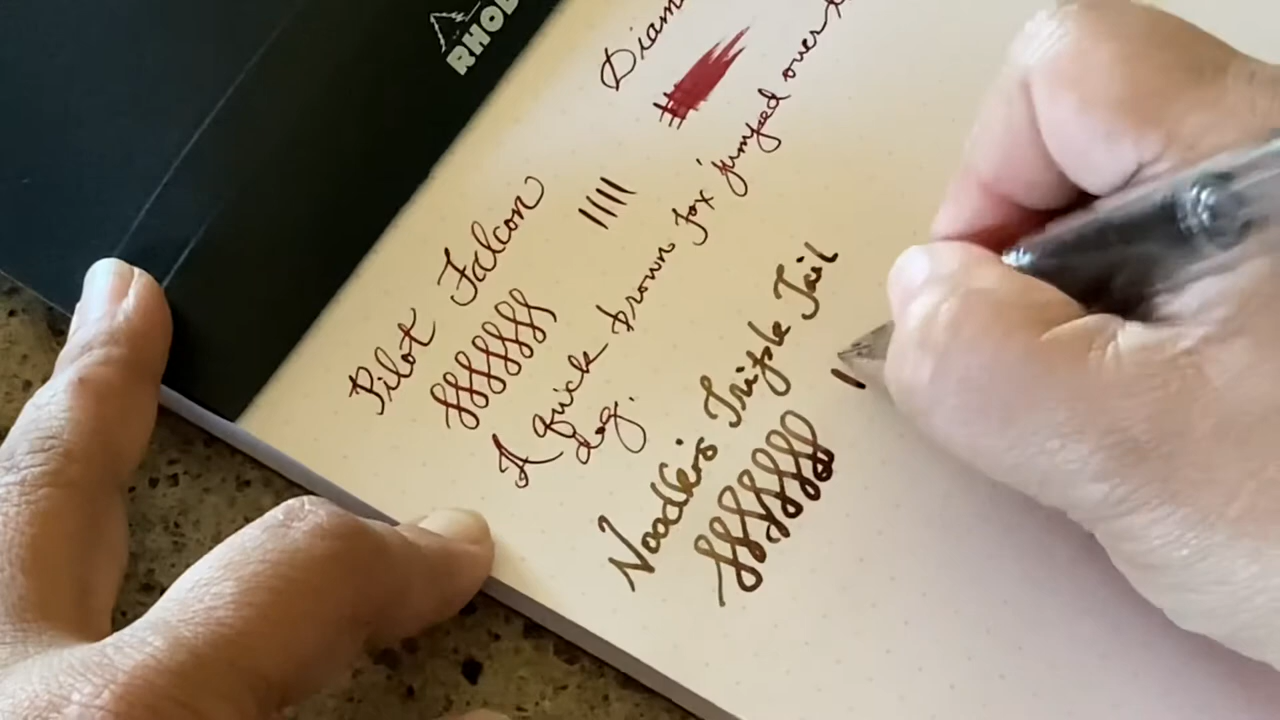 RHOD
Diam
Pilot Falcon
A quick brown fox jumped over
dog.
Noodler's Triple Tail